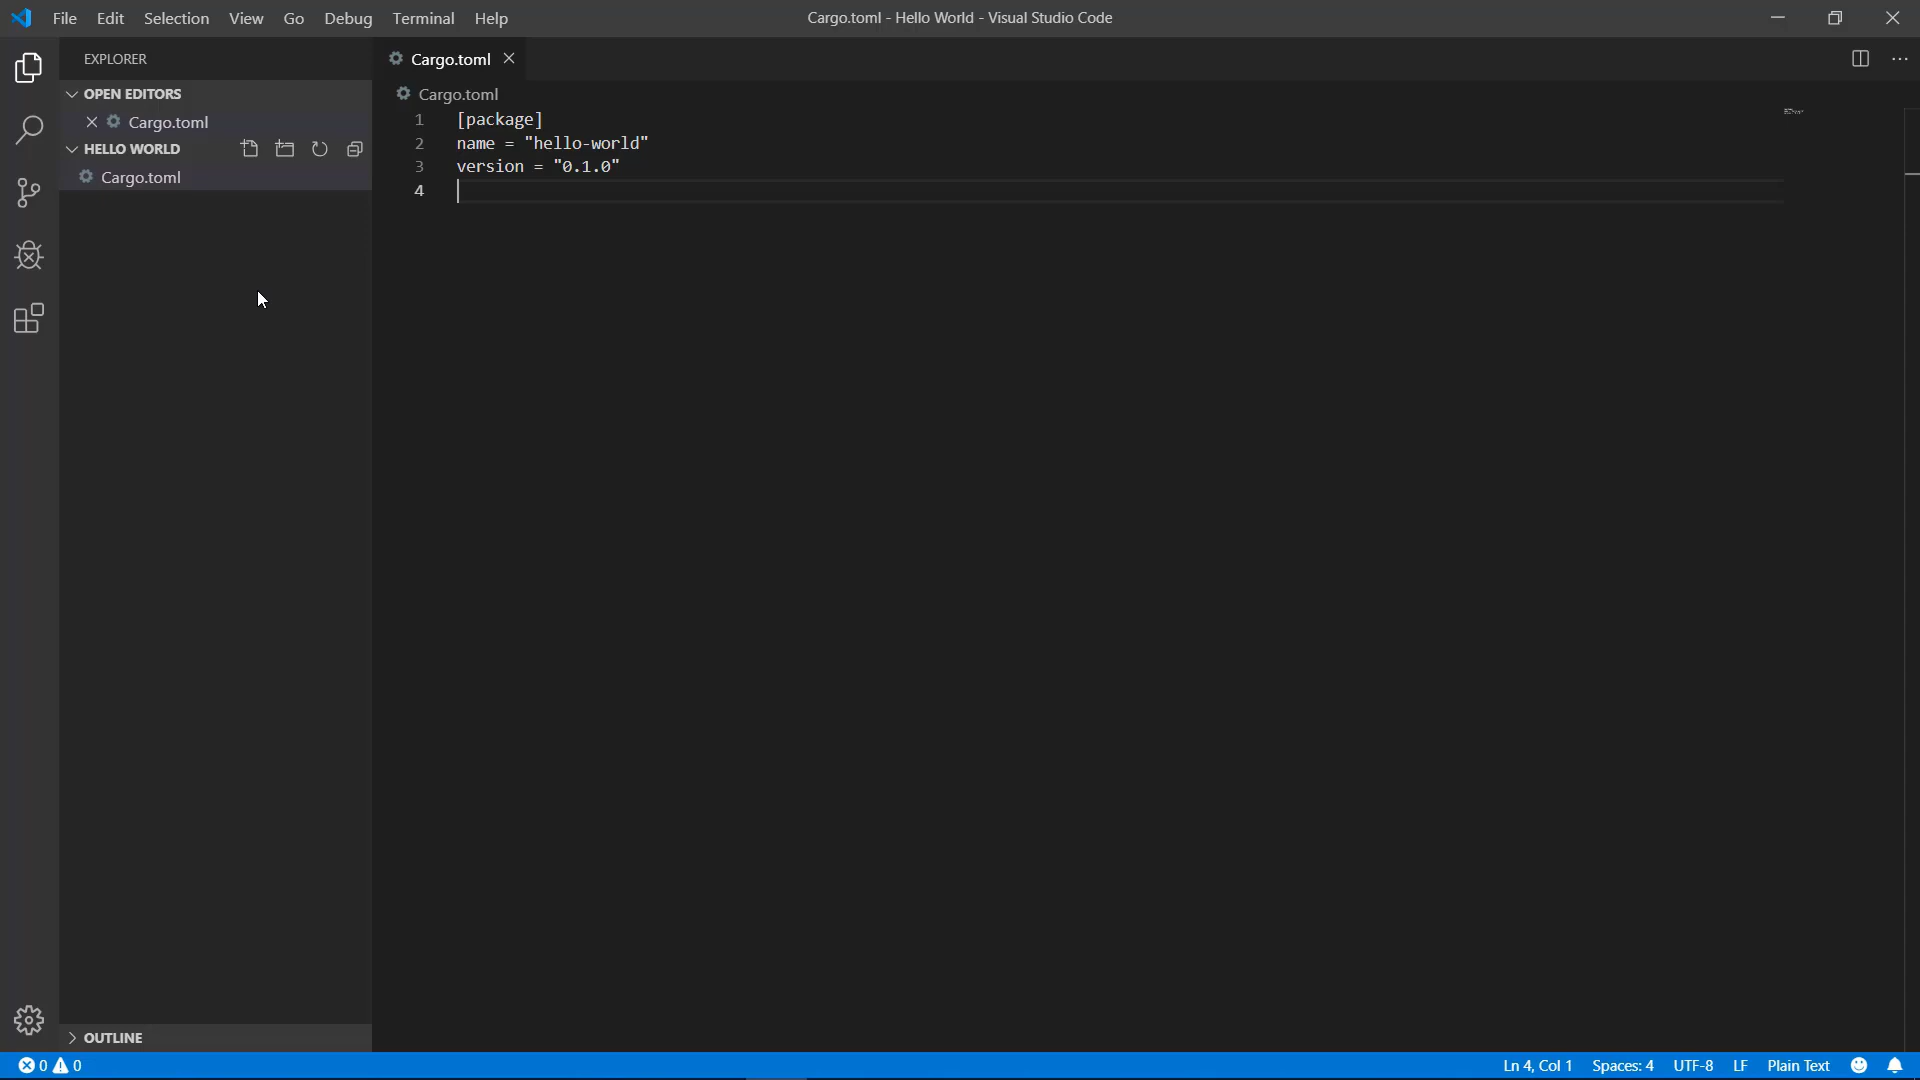 File Edit Selection View Go Debug Terminal Help
Cargo.toml - Hello World - Visual Studio Code
EXPLORER
Cargo.toml
OPEN EDITORS
Cargo.toml
HELLO WORLD
Cargo.toml
Cargo.toml
1 [package]
2 name = "hello-world"
3 version = "0.1.0"
4
OUTLINE
0 0
Ln 4, Col 1 Spaces: 4 UTF-8 LF Plain Text